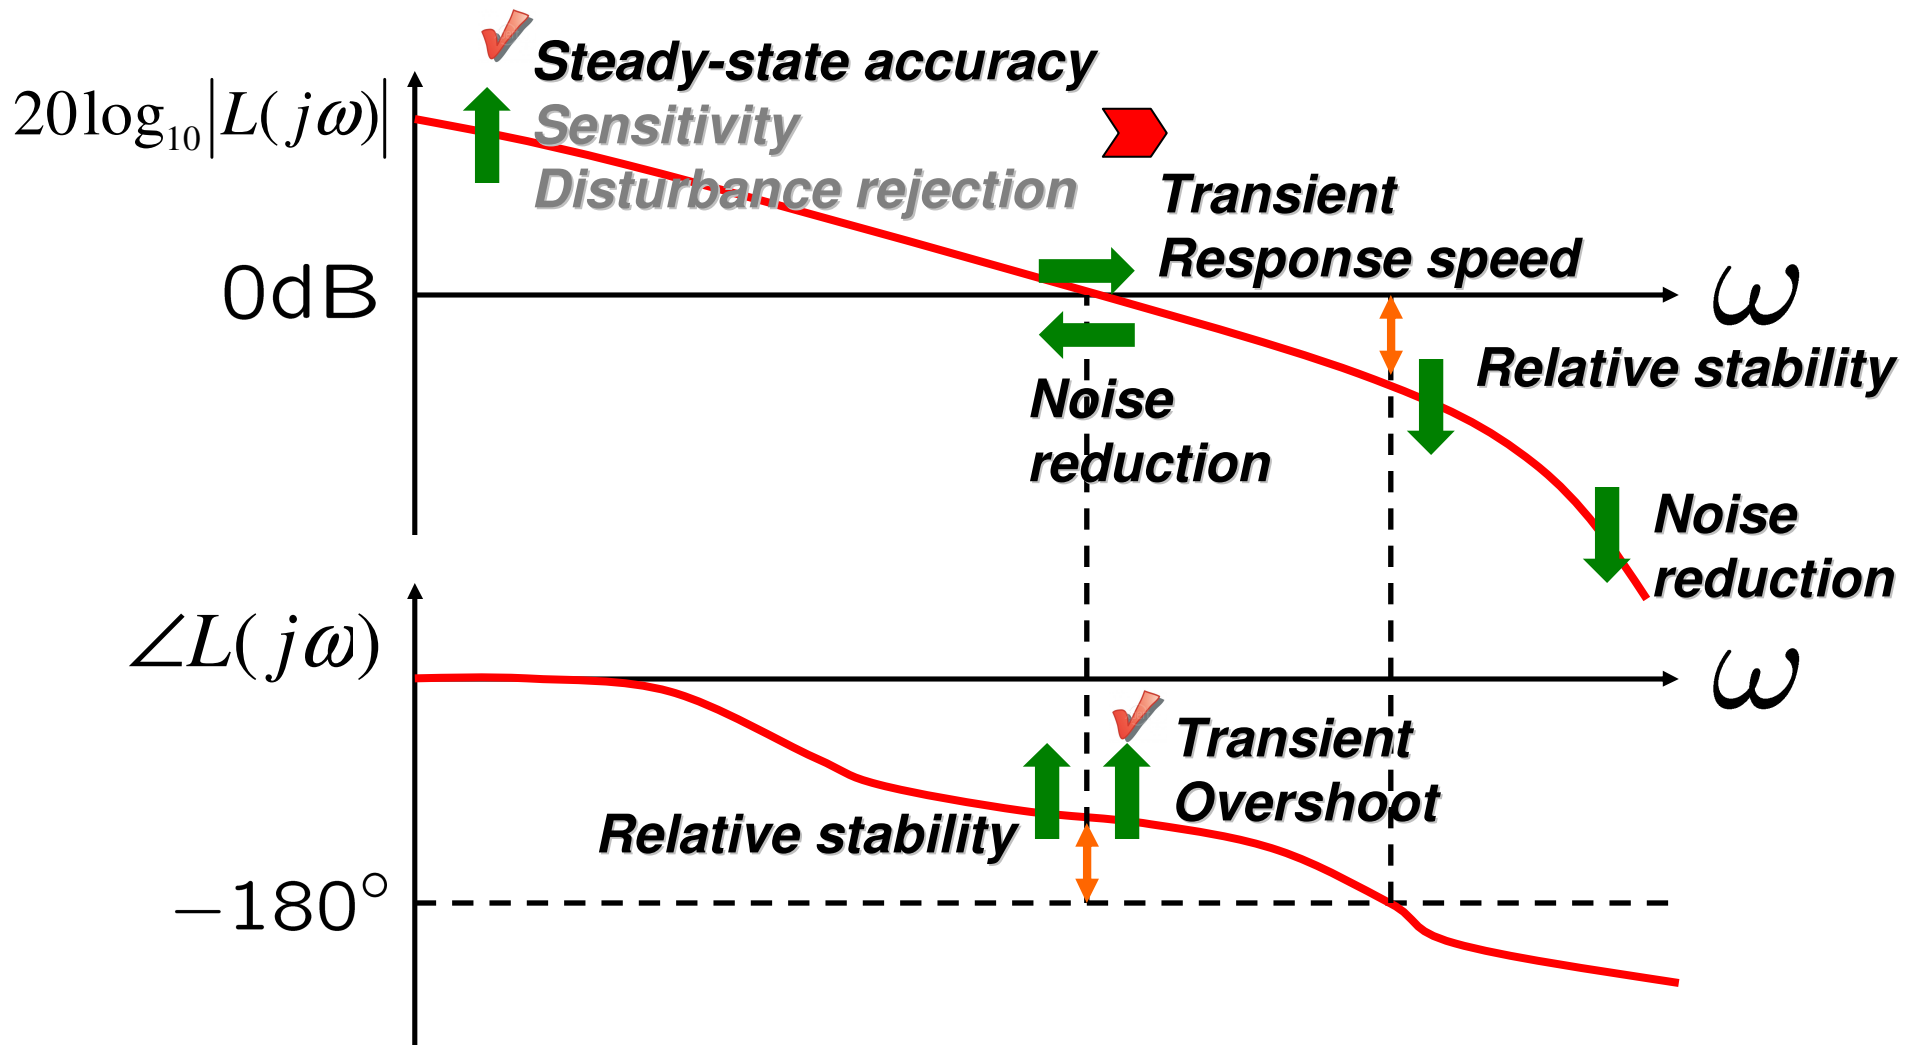 Steady-state accuracy
20log₁₀|L(jω)|
Sensitivity
Disturbance rejection
Transient
Response speed
0dB
ω
Relative stability
Noise
reduction
Noise
reduction
∠L(jω)
ω
Transient
Overshoot
Relative stability
−180°